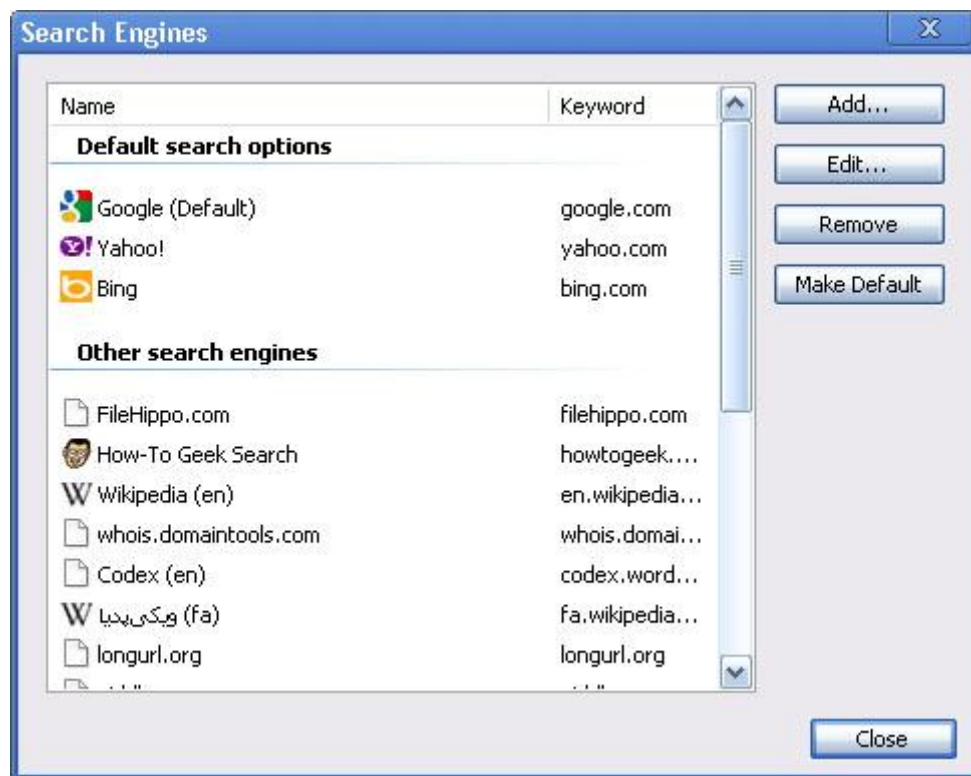 Search Engines
Name Keyword
Default search options
Google (Default) google.com
Yahoo! yahoo.com
Bing bing.com
Other search engines
FileHippo.com filehippo.com
How-To Geek Search howtogeek....
Wikipedia (en) en.wikipedia...
whois.domaintools.com whois.domai...
Codex (en) codex.word...
ویکی‌پدیا (fa) fa.wikipedia...
longurl.org longurl.org
Add...
Edit...
Remove
Make Default
Close